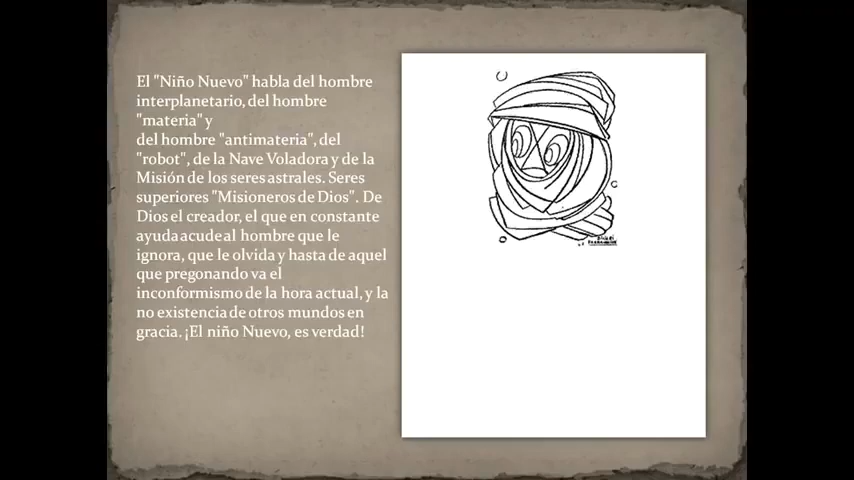 El "Niño Nuevo" habla del hombre
interplanetario, del hombre
"materia" y
del hombre "antimateria", del
"robot", de la Nave Voladora y de la
Misión de los seres astrales. Seres
superiores "Misioneros de Dios". De
Dios el creador, el que en constante
ayuda acude al hombre que le
ignora, que le olvida y hasta de aquel
que pregonando va el
inconformismo de la hora actual, y la
no existencia de otros mundos en
gracia. ¡El niño Nuevo, es verdad!